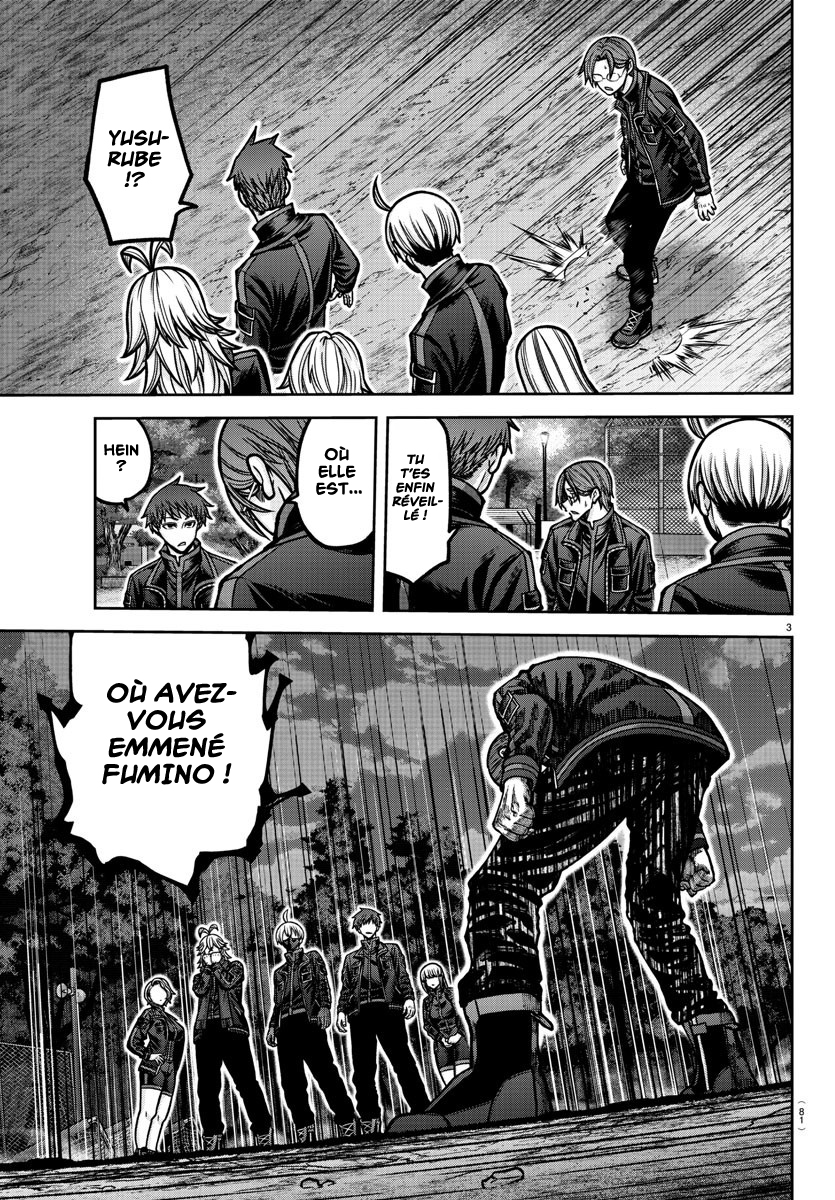 YUSU-
RUBE
!?
TU
T'ES
ENFIN
RÉVEIL-
LÉ !
OÙ
ELLE
EST...
HEIN
?
3
OÙ AVEZ-
VOUS
EMMENÉ
FUMINO !
(81)